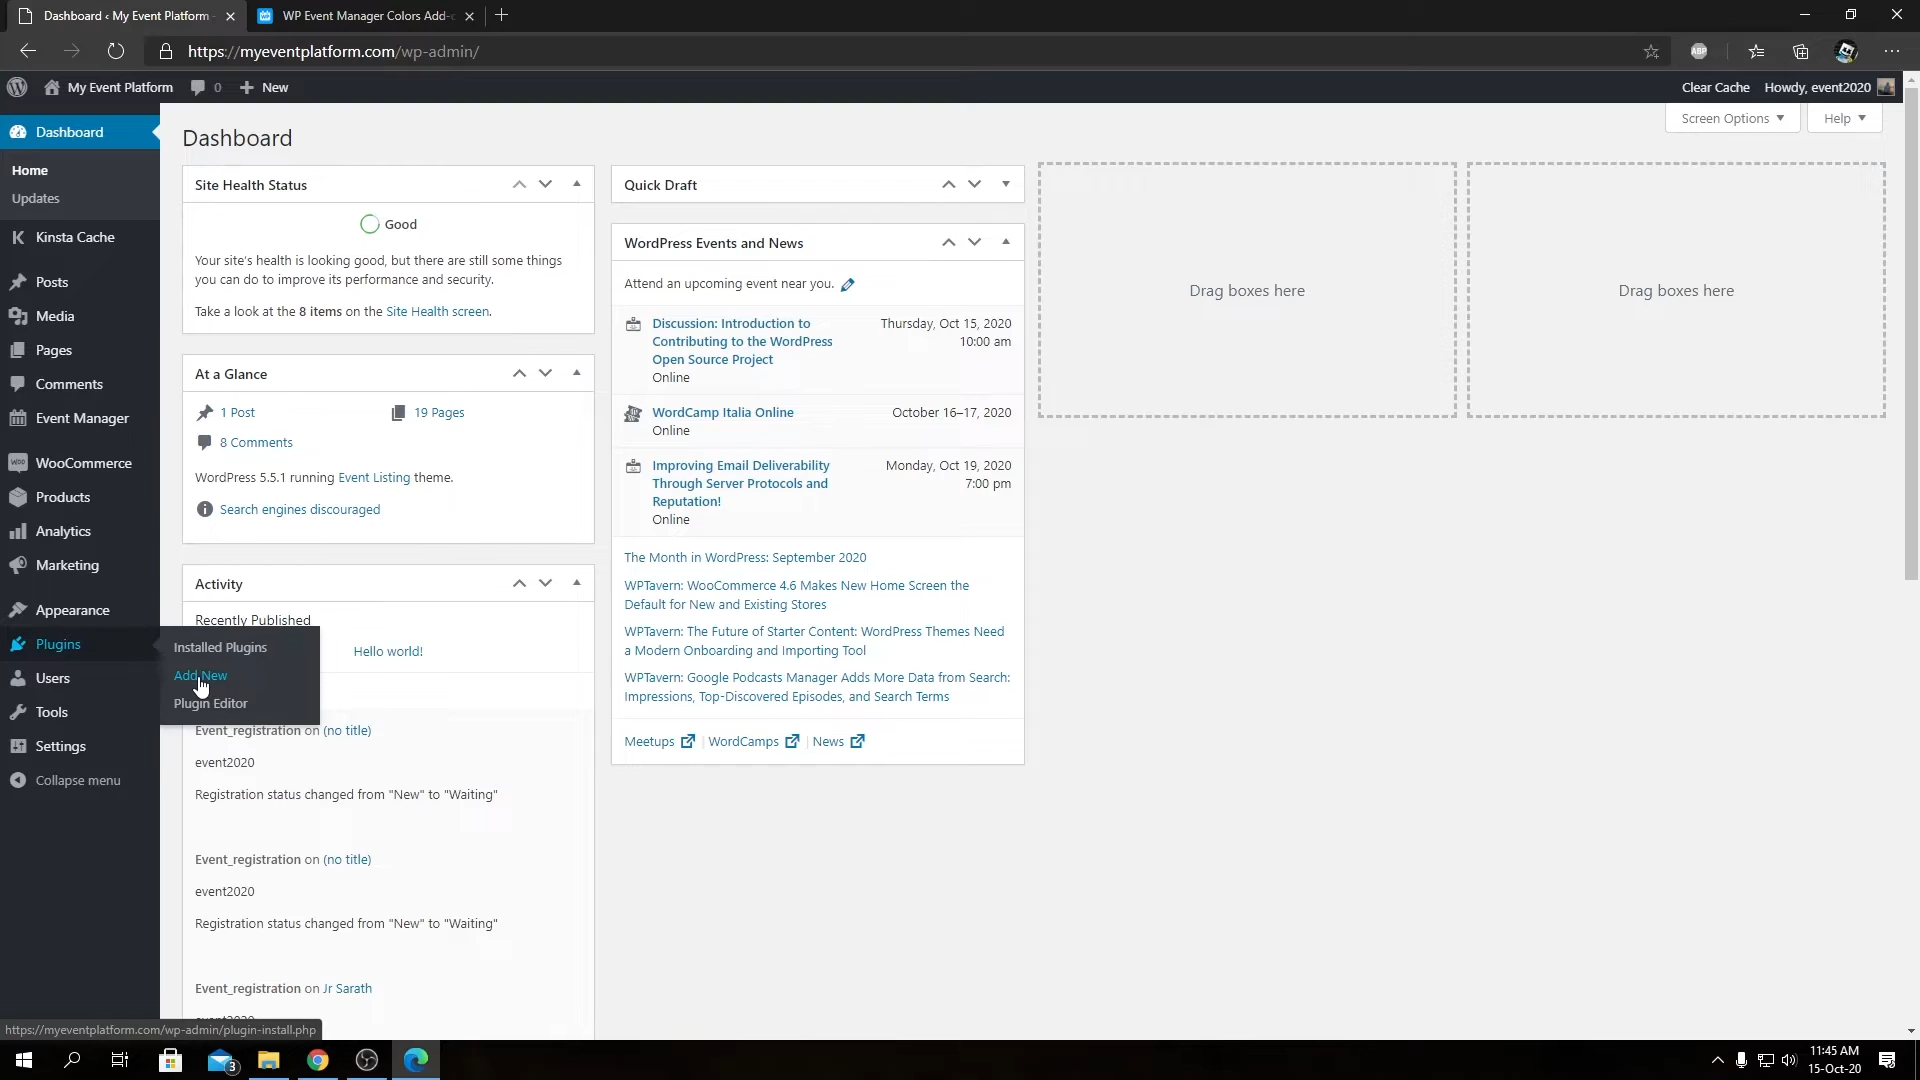 Dashboard ‹ My Event Platform
WP Event Manager Colors Add-
https://myeventplatform.com/wp-admin/
ABP
My Event Platform
0
New
Clear Cache
Howdy, event2020
Dashboard
Home
Updates
Kinsta Cache
Posts
Media
Pages
Comments
Event Manager
WooCommerce
Products
Analytics
Marketing
Appearance
Plugins
Users
Tools
Settings
Collapse menu
Installed Plugins
Add New
Plugin Editor
Dashboard
Screen Options
Help
Site Health Status
Good
Your site's health is looking good, but there are still some things
you can do to improve its performance and security.
Take a look at the 8 items on the Site Health screen.
At a Glance
1 Post
19 Pages
8 Comments
WordPress 5.5.1 running Event Listing theme.
Search engines discouraged
Activity
Recently Published
Hello world!
Event_registration on (no title)
event2020
Registration status changed from "New" to "Waiting"
Event_registration on (no title)
event2020
Registration status changed from "New" to "Waiting"
Event_registration on Jr Sarath
Quick Draft
WordPress Events and News
Attend an upcoming event near you.
Discussion: Introduction to
Contributing to the WordPress
Open Source Project
Online
Thursday, Oct 15, 2020
10:00 am
WordCamp Italia Online
Online
October 16–17, 2020
Improving Email Deliverability
Through Server Protocols and
Reputation!
Online
Monday, Oct 19, 2020
7:00 pm
The Month in WordPress: September 2020
WPTavern: WooCommerce 4.6 Makes New Home Screen the
Default for New and Existing Stores
WPTavern: The Future of Starter Content: WordPress Themes Need
a Modern Onboarding and Importing Tool
WPTavern: Google Podcasts Manager Adds More Data from Search:
Impressions, Top-Discovered Episodes, and Search Terms
Meetups | WordCamps | News
Drag boxes here
Drag boxes here
https://myeventplatform.com/wp-admin/plugin-install.php
3
11:45 AM
15-Oct-20